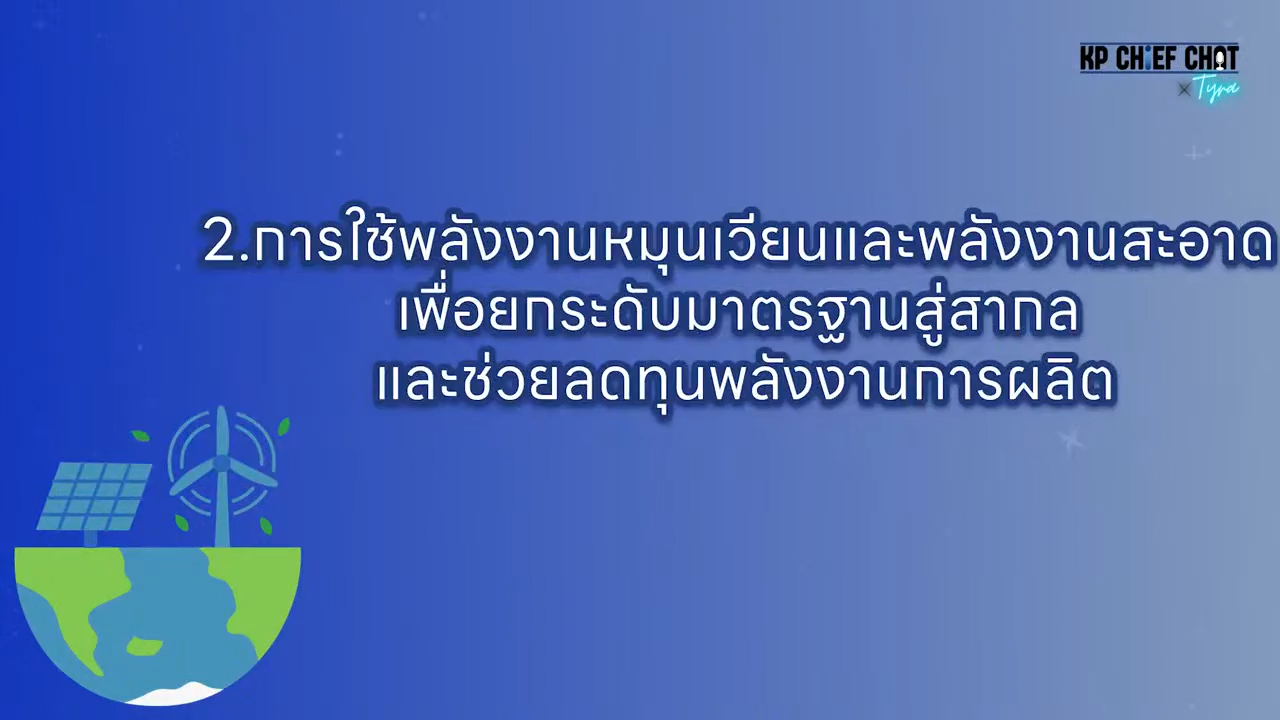 KP CHIEF CHAT
× Tyra
2.การใช้พลังงานหมุนเวียนและพลังงานสะอาด
เพื่อยกระดับมาตรฐานสู่สากล
และช่วยลดทุนพลังงานการผลิต